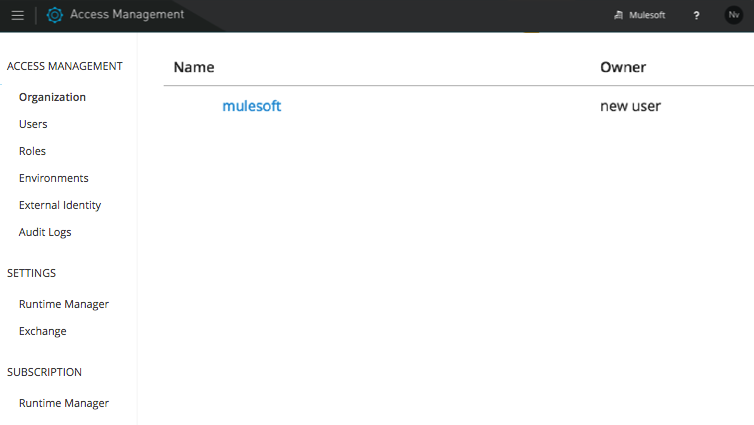 Access Management
Mulesoft
?
Nv
ACCESS MANAGEMENT
Organization
Users
Roles
Environments
External Identity
Audit Logs
SETTINGS
Runtime Manager
Exchange
SUBSCRIPTION
Runtime Manager
Name Owner
mulesoft new user